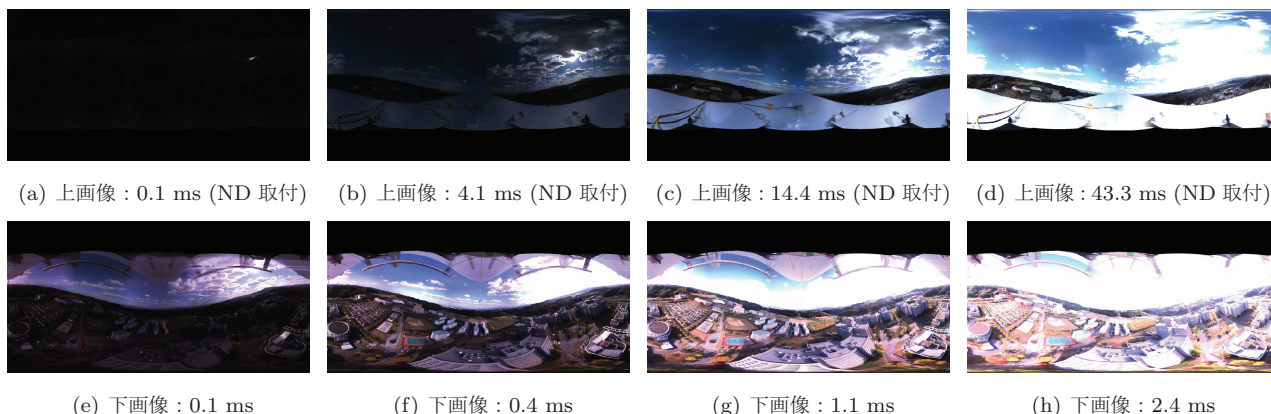 (a) 上画像 : 0.1 ms (ND 取付)
(b) 上画像 : 4.1 ms (ND 取付)
(c) 上画像 : 14.4 ms (ND 取付)
(d) 上画像 : 43.3 ms (ND 取付)
(e) 下画像 : 0.1 ms
(f) 下画像 : 0.4 ms
(g) 下画像 : 1.1 ms
(h) 下画像 : 2.4 ms